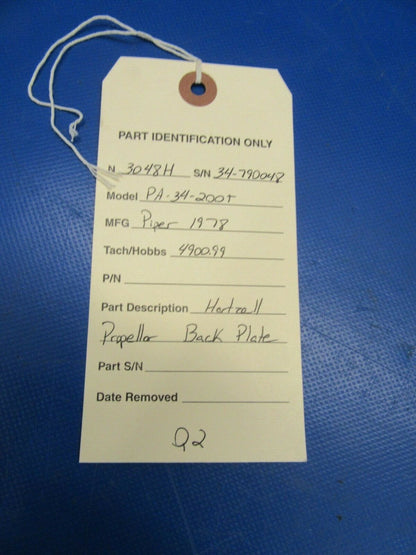 PART IDENTIFICATION ONLY
N 3048H S/N 34-790048
Model PA-34-200T
MFG Piper 1978
Tach/Hobbs 4900.99
P/N
Part Description Hartzell
Propeller Back Plate
Part S/N
Date Removed
Q2